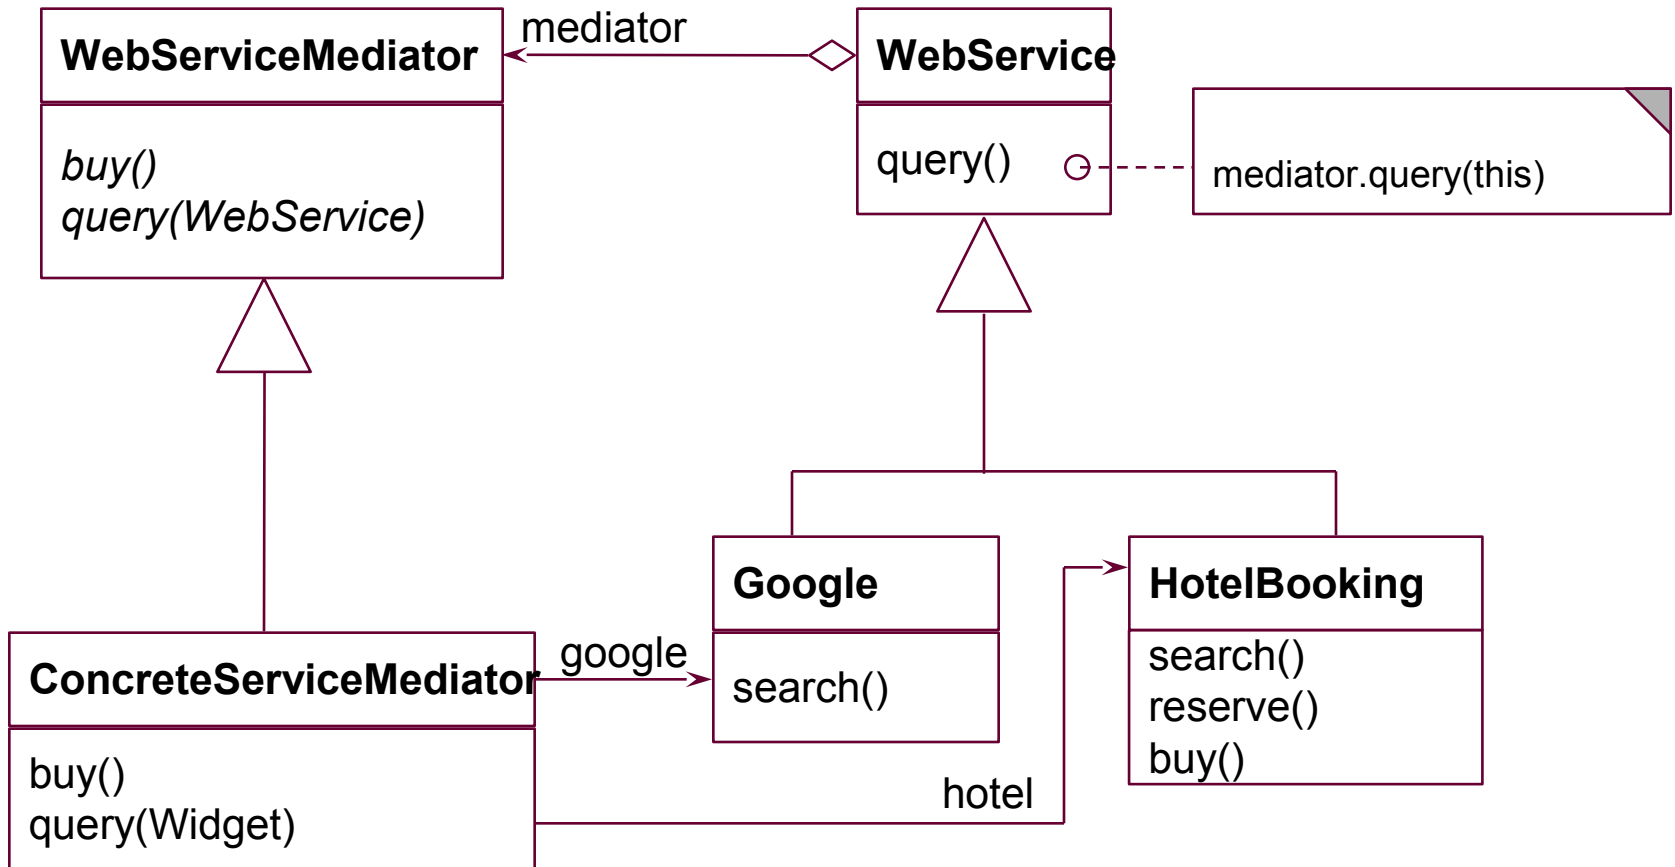 WebServiceMediator
buy()
query(WebService)
mediator
WebService
query()
mediator.query(this)
Google
search()
HotelBooking
search()
reserve()
buy()
ConcreteServiceMediator
buy()
query(Widget)
google
hotel